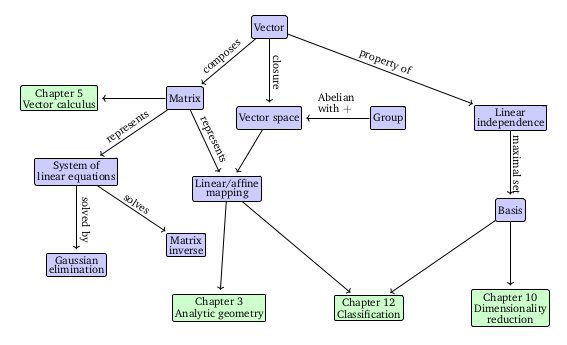 Vector
composes
closure
property of
Chapter 5
Vector calculus
Matrix
Abelian
with +
Vector space
Group
Linear
independence
represents
represents
maximal set
System of
linear equations
Linear/affine
mapping
solved by
solves
Basis
Matrix
inverse
Gaussian
elimination
Chapter 3
Analytic geometry
Chapter 12
Classification
Chapter 10
Dimensionality
reduction